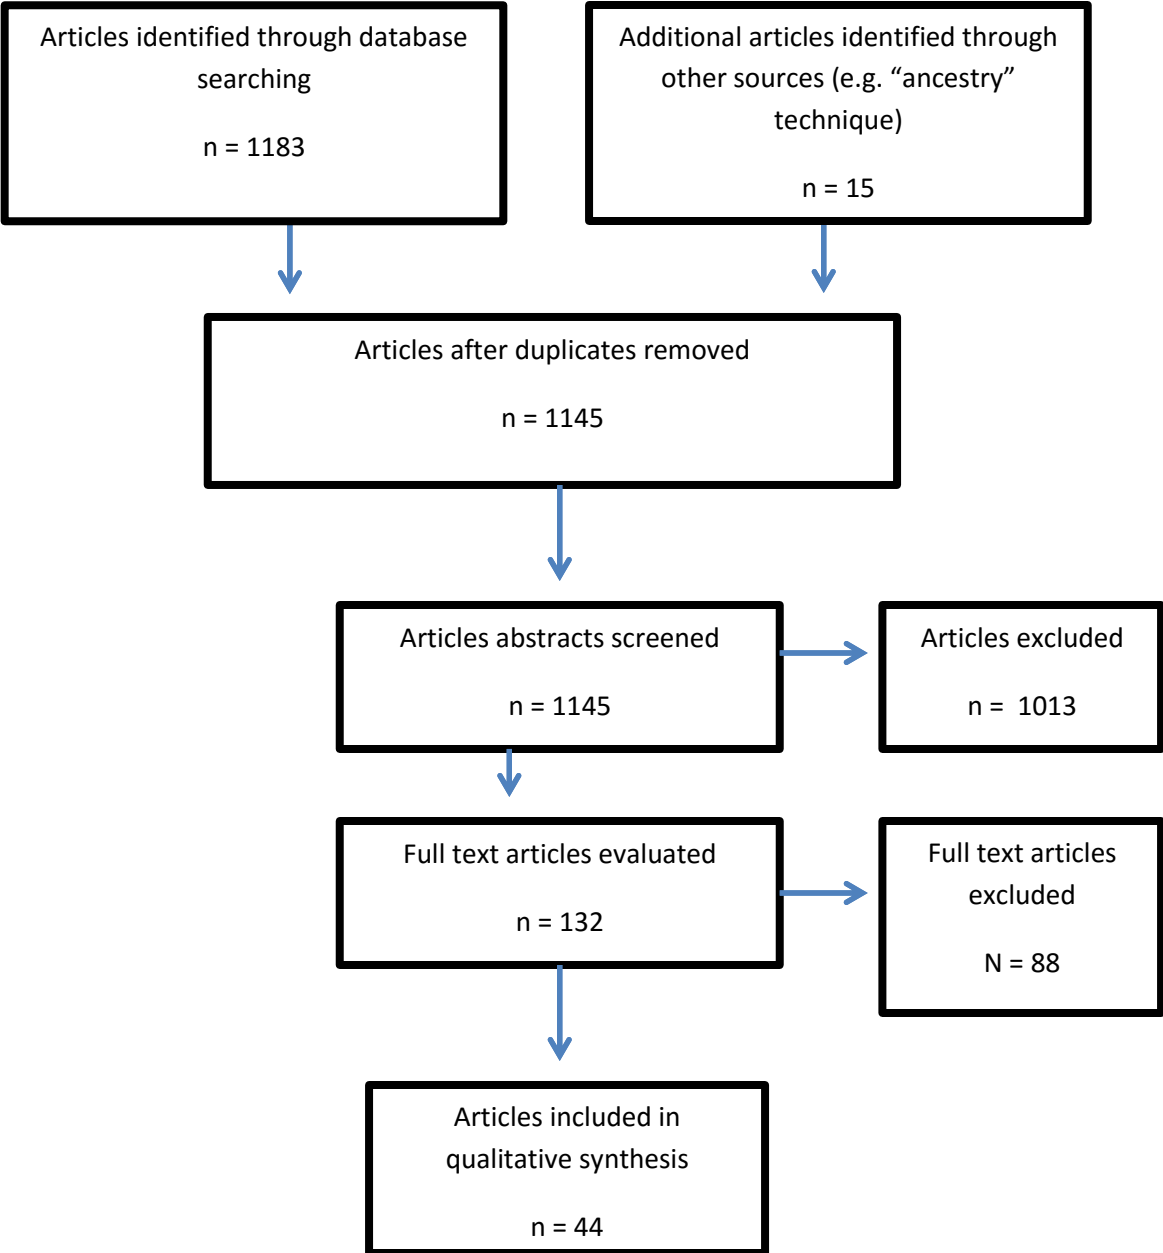 Articles identified through database
searching
n = 1183
Additional articles identified through
other sources (e.g. “ancestry”
technique)
n = 15
Articles after duplicates removed
n = 1145
Articles abstracts screened
n = 1145
Articles excluded
n =  1013
Full text articles evaluated
n = 132
Full text articles
excluded
N = 88
Articles included in
qualitative synthesis
n = 44